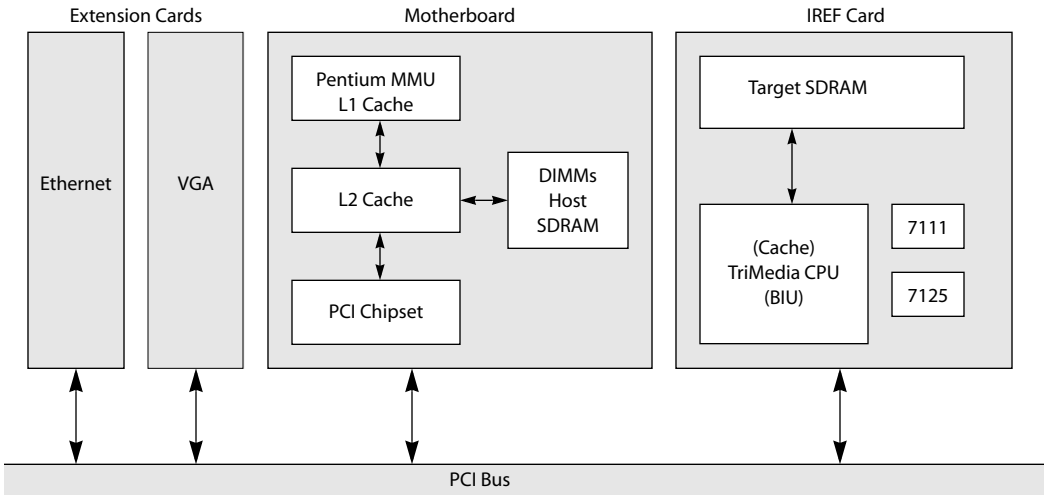 Extension Cards
Motherboard
IREF Card
Ethernet
VGA
Pentium MMU
L1 Cache
L2 Cache
DIMMs
Host
SDRAM
PCI Chipset
Target SDRAM
(Cache)
TriMedia CPU
(BIU)
7111
7125
PCI Bus